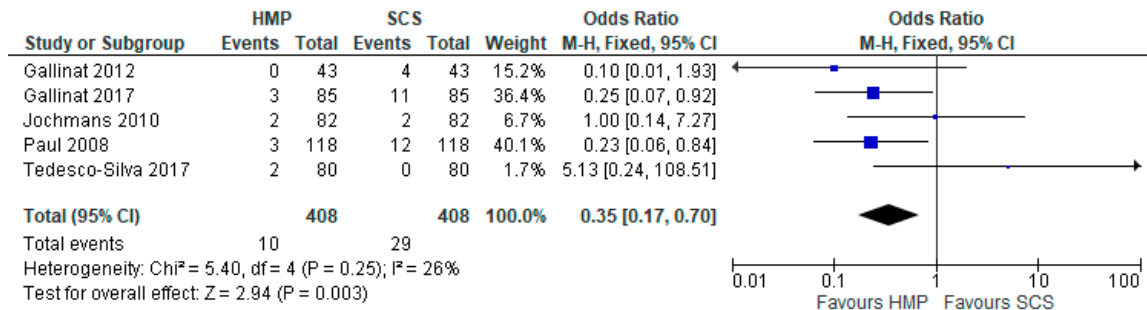 HMP SCS Odds Ratio Odds Ratio
Study or Subgroup Events Total Events Total Weight M-H, Fixed, 95% CI M-H, Fixed, 95% CI
Gallinat 2012 0 43 4 43 15.2% 0.10 [0.01, 1.93]
Gallinat 2017 3 85 11 85 36.4% 0.25 [0.07, 0.92]
Jochmans 2010 2 82 2 82 6.7% 1.00 [0.14, 7.27]
Paul 2008 3 118 12 118 40.1% 0.23 [0.06, 0.84]
Tedesco-Silva 2017 2 80 0 80 1.7% 5.13 [0.24, 108.51]
Total (95% CI) 408 408 100.0% 0.35 [0.17, 0.70]
Total events 10 29
Heterogeneity: Chi² = 5.40, df = 4 (P = 0.25); I² = 26%
Test for overall effect: Z = 2.94 (P = 0.003)
0.01 0.1 1 10 100
Favours HMP Favours SCS